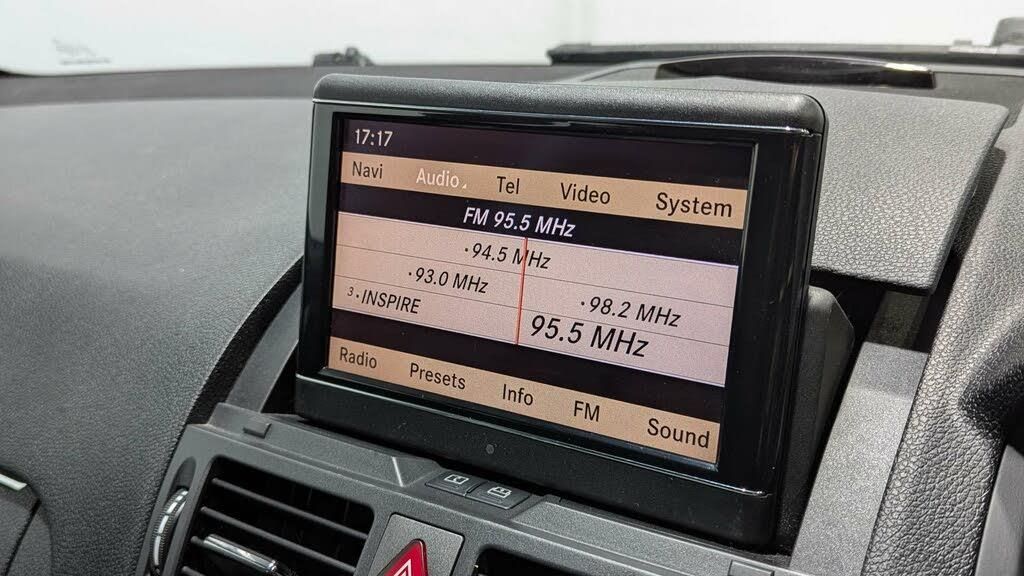 17:17
Navi Audio Tel Video System
FM 95.5 MHz
·94.5 MHz
·93.0 MHz ·98.2 MHz
3·INSPIRE 95.5 MHz
Radio Presets Info FM Sound